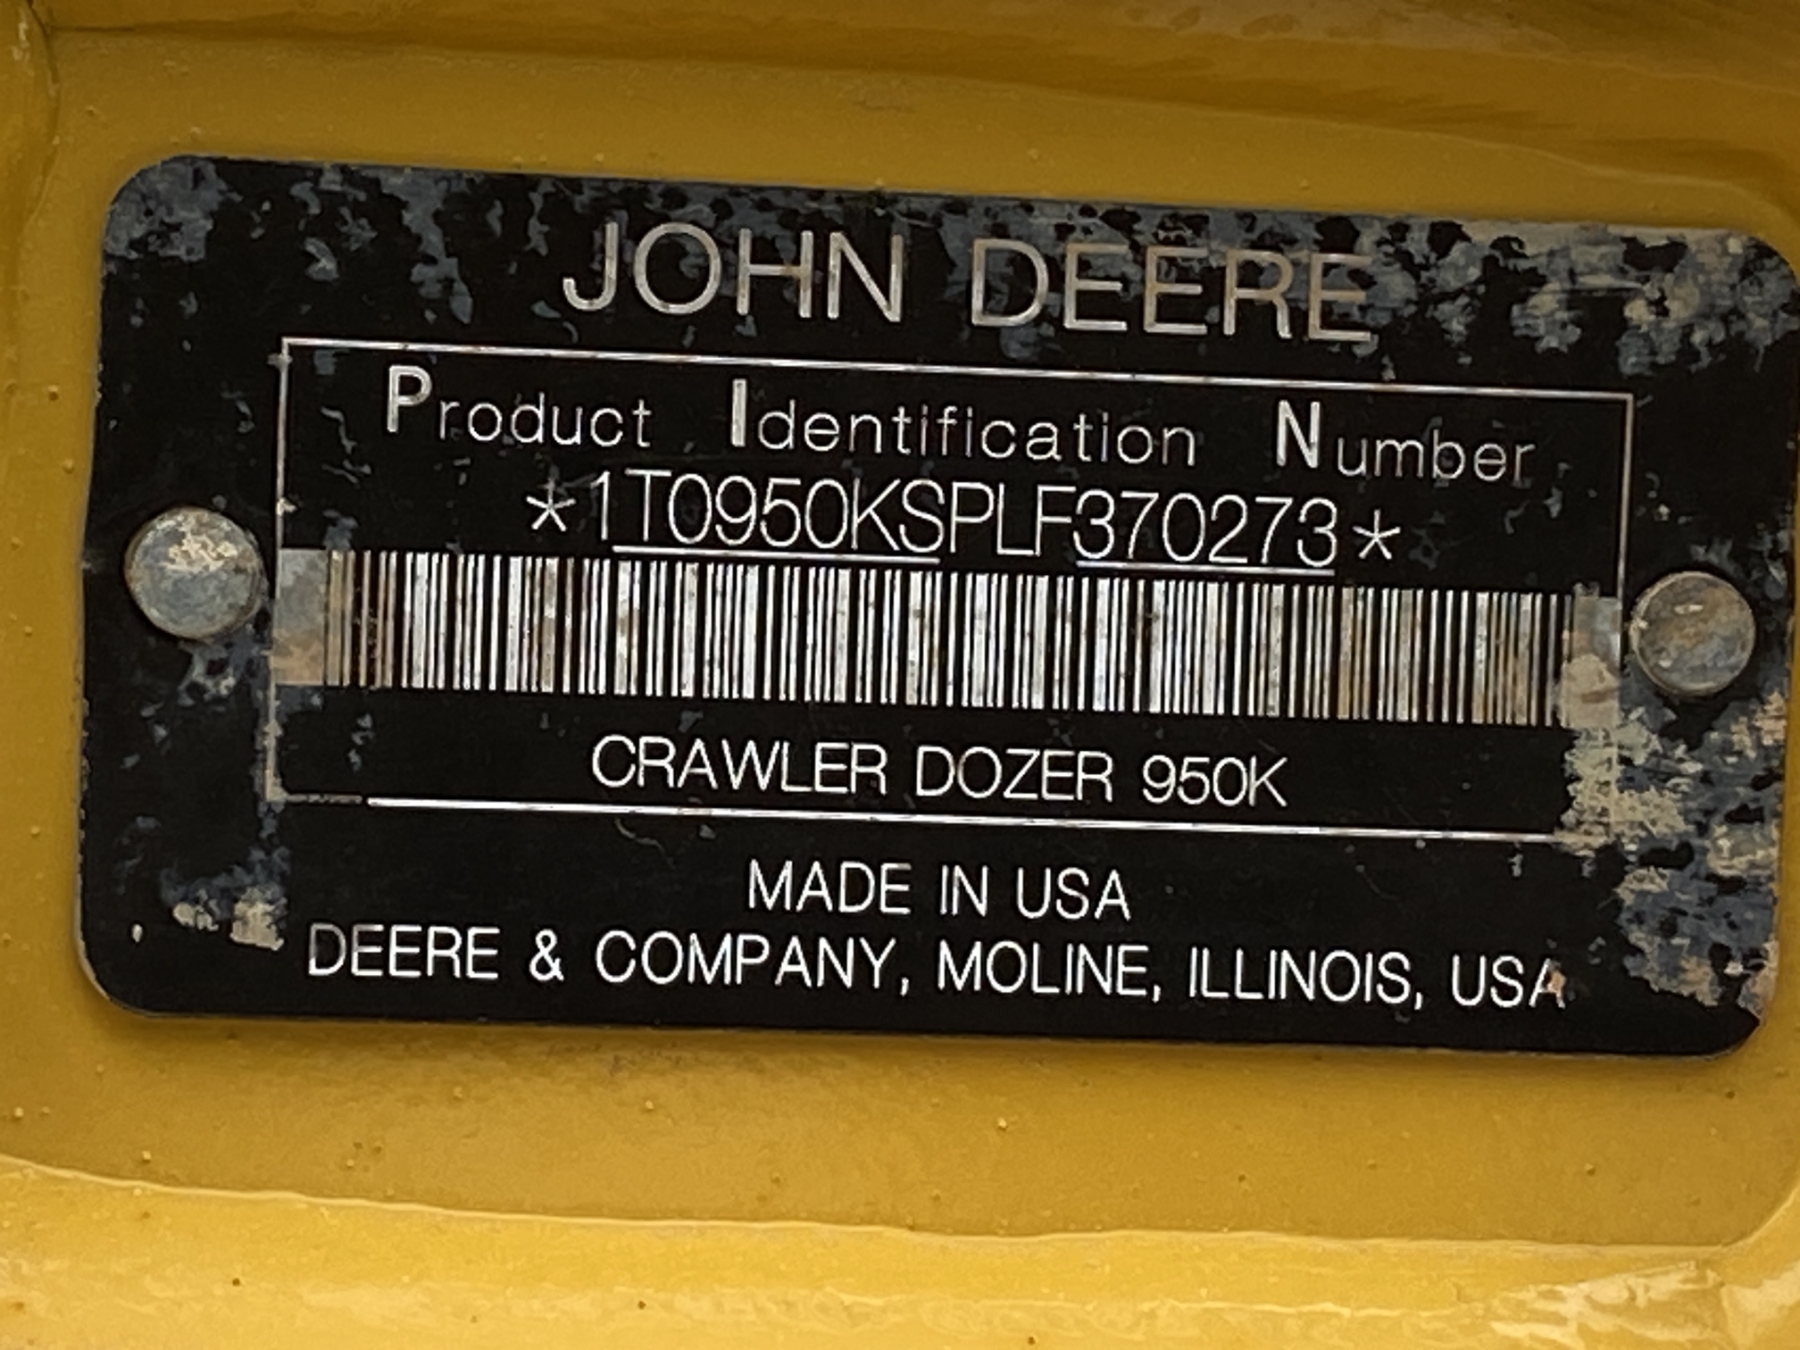 JOHN DEERE
Product Identification Number
*1T0950KSPLF370273*
CRAWLER DOZER 950K
MADE IN USA
DEERE & COMPANY, MOLINE, ILLINOIS, USA